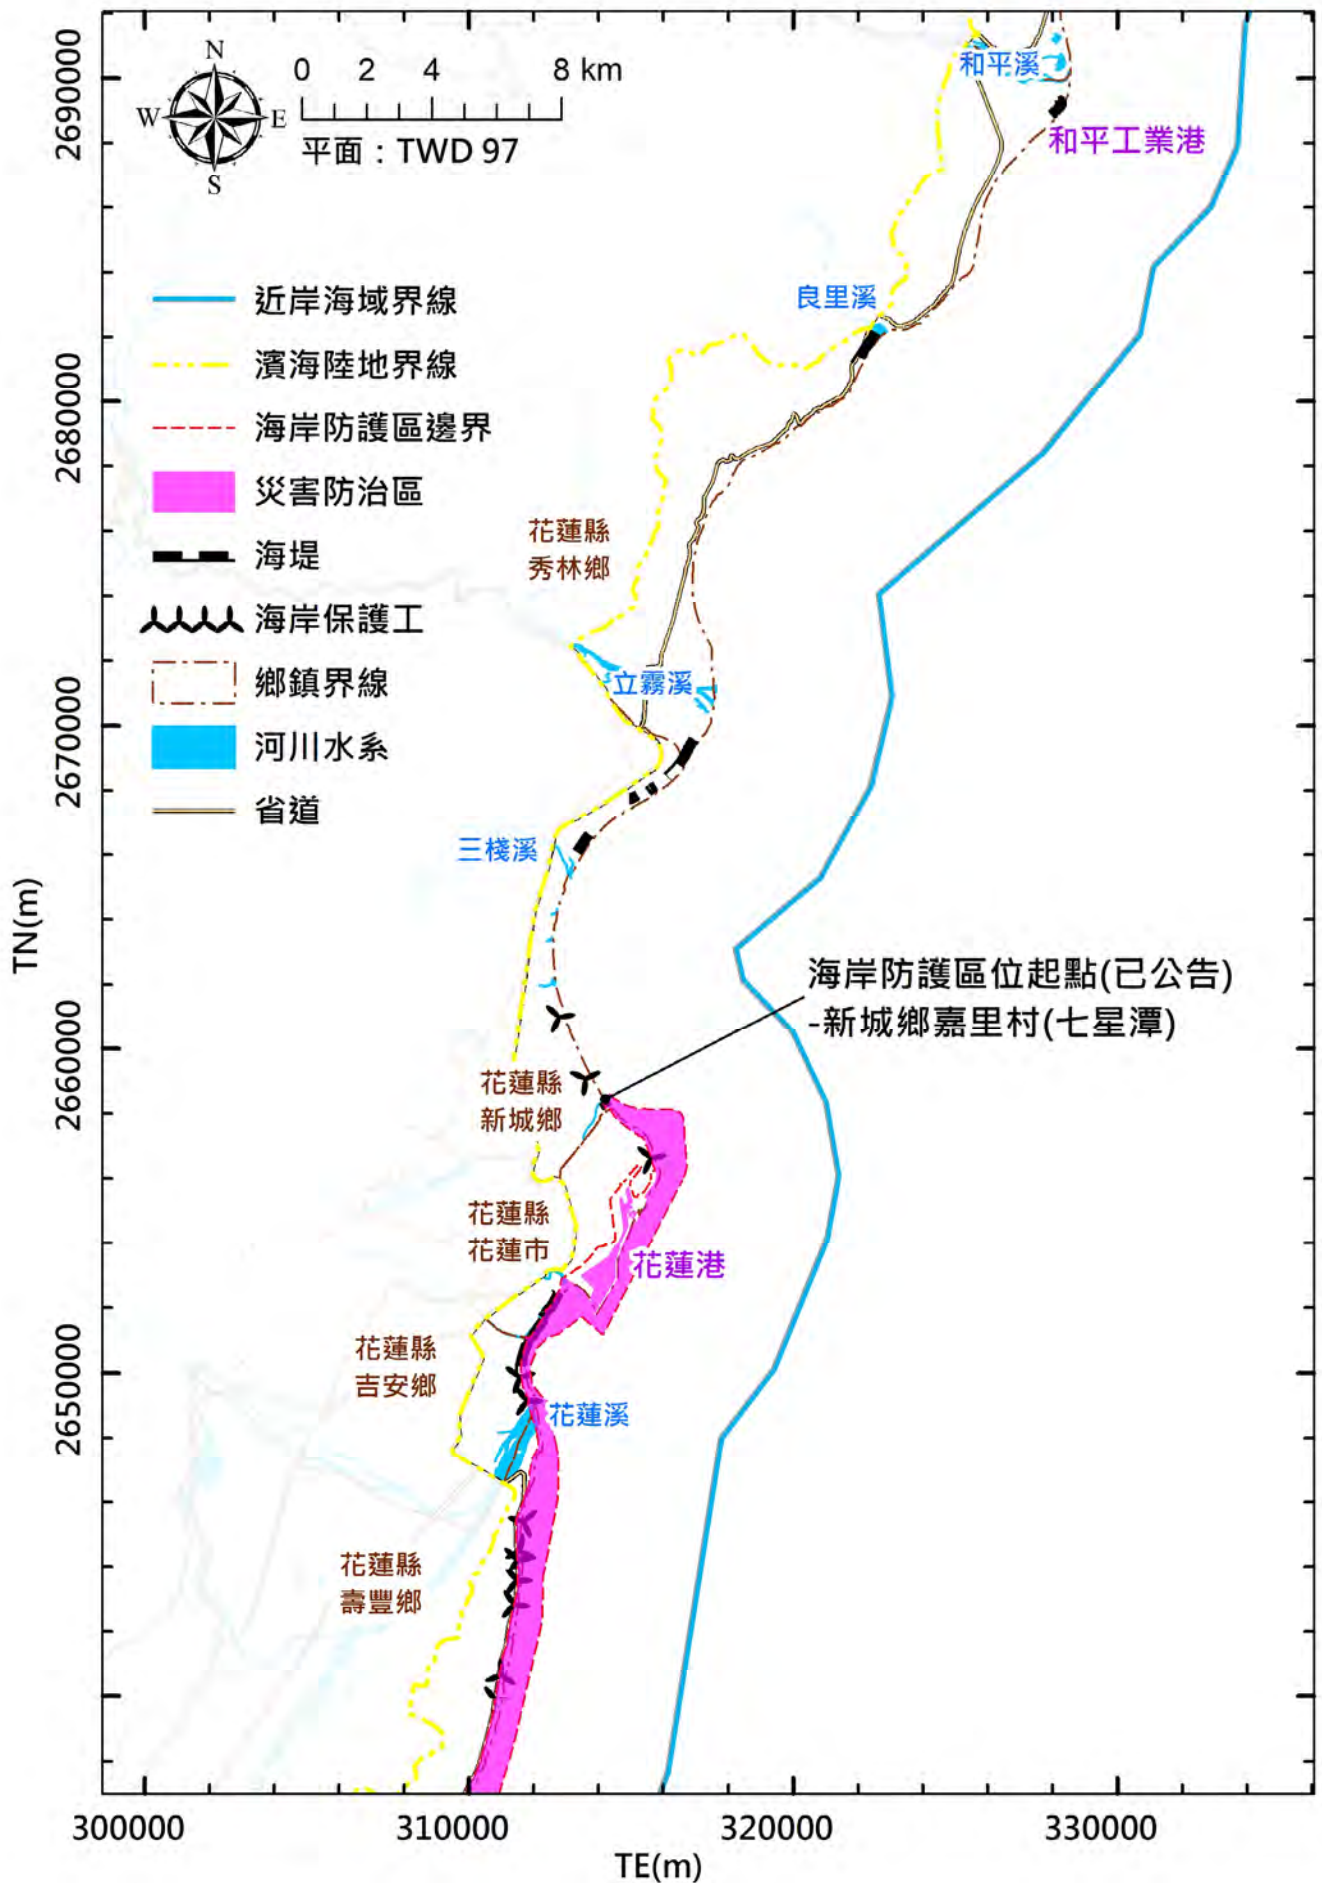 N
W
E
S
0 2 4 8 km
平面：TWD 97
近岸海域界線
濱海陸地界線
海岸防護區邊界
災害防治區
海堤
海岸保護工
鄉鎮界線
河川水系
省道
和平溪
和平工業港
良里溪
花蓮縣
秀林鄉
立霧溪
三棧溪
海岸防護區位起點(已公告)
-新城鄉嘉里村(七星潭)
花蓮縣
新城鄉
花蓮縣
花蓮市
花蓮港
花蓮縣
吉安鄉
花蓮溪
花蓮縣
壽豐鄉
TN(m)
2690000
2680000
2670000
2660000
2650000
300000 310000 320000 330000
TE(m)